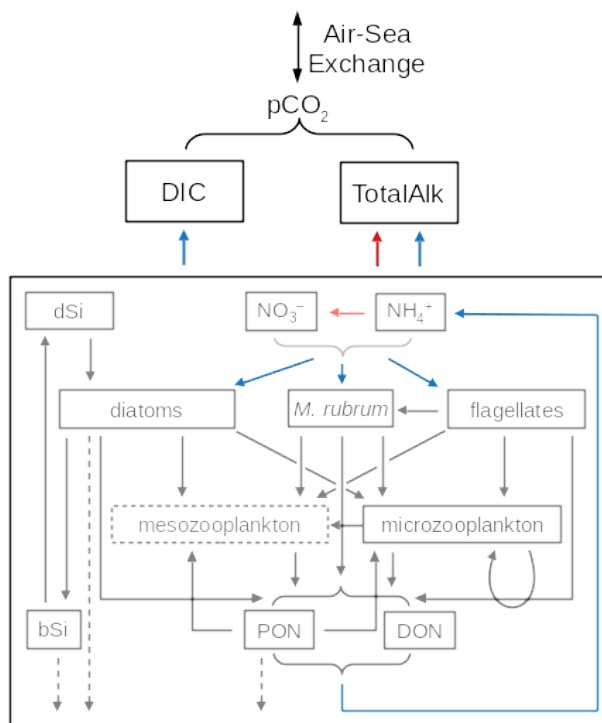 Air-Sea
Exchange
pCO₂
DIC
TotalAlk
dSi
NO₃⁻
NH₄⁺
diatoms
M. rubrum
flagellates
mesozooplankton
microzooplankton
bSi
PON
DON